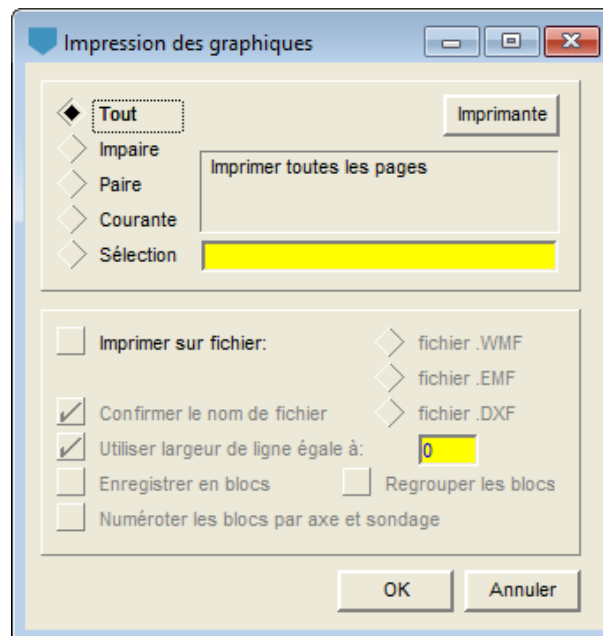 Impression des graphiques
Tout
Imprimante
Impaire
Imprimer toutes les pages
Paire
Courante
Sélection
Imprimer sur fichier:
fichier .WMF
fichier .EMF
Confirmer le nom de fichier
fichier .DXF
Utiliser largeur de ligne égale à:
0
Enregistrer en blocs
Regrouper les blocs
Numéroter les blocs par axe et sondage
OK
Annuler